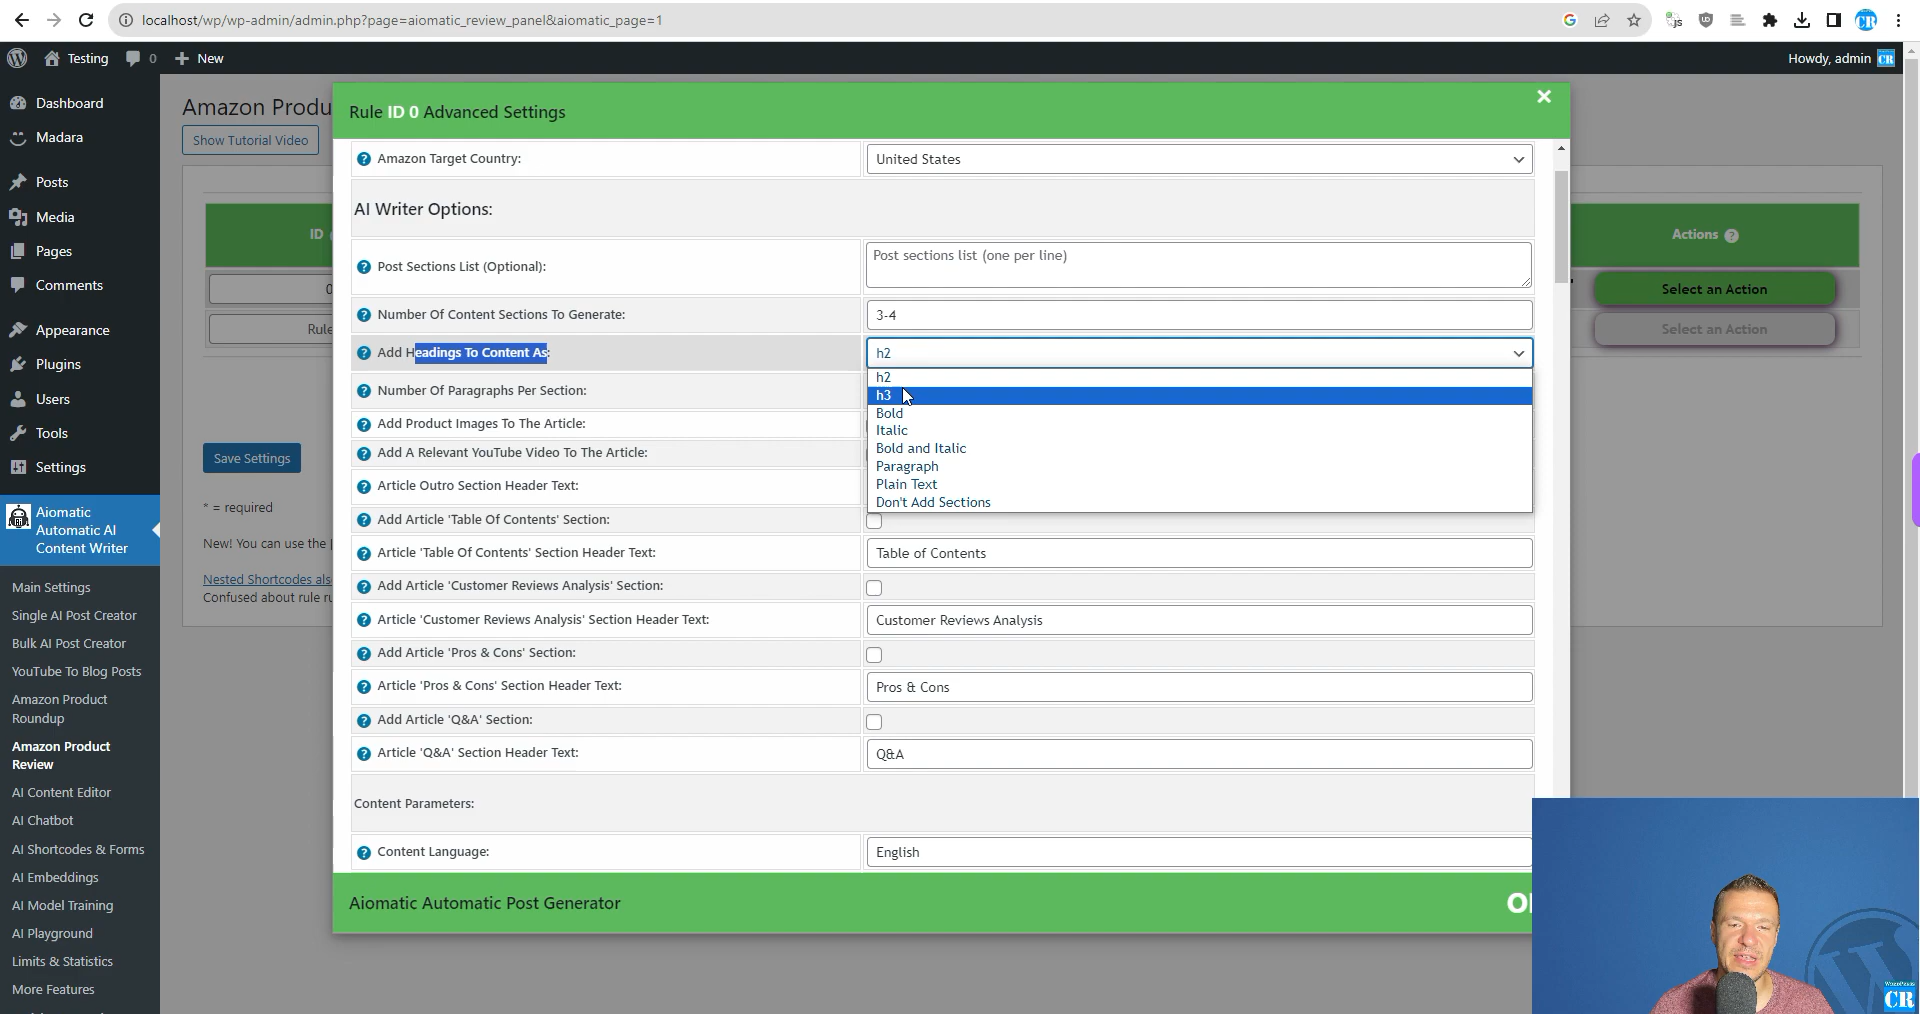 localhost/wp/wp-admin/admin.php?page=aiomatic_review_panel&aiomatic_page=1
Testing 0 New
Howdy, admin
Dashboard
Madara
Posts
Media
Pages
Comments
Appearance
Plugins
Users
Tools
Settings
Aiomatic
Automatic AI
Content Writer
Main Settings
Single AI Post Creator
Bulk AI Post Creator
YouTube To Blog Posts
Amazon Product
Roundup
Amazon Product
Review
AI Content Editor
AI Chatbot
AI Shortcodes & Forms
AI Embeddings
AI Model Training
AI Playground
Limits & Statistics
More Features
Amazon Produ
Show Tutorial Video
ID
0
Rule
Save Settings
* = required
New! You can use the
Nested Shortcodes als
Confused about rule ru
Rule ID 0 Advanced Settings
Amazon Target Country: United States
AI Writer Options:
Post Sections List (Optional): Post sections list (one per line)
Number Of Content Sections To Generate: 3-4
Add Headings To Content As: h2
h2
h3
Bold
Italic
Bold and Italic
Paragraph
Plain Text
Don't Add Sections
Number Of Paragraphs Per Section:
Add Product Images To The Article:
Add A Relevant YouTube Video To The Article:
Article Outro Section Header Text:
Add Article 'Table Of Contents' Section:
Article 'Table Of Contents' Section Header Text: Table of Contents
Add Article 'Customer Reviews Analysis' Section:
Article 'Customer Reviews Analysis' Section Header Text: Customer Reviews Analysis
Add Article 'Pros & Cons' Section:
Article 'Pros & Cons' Section Header Text: Pros & Cons
Add Article 'Q&A' Section:
Article 'Q&A' Section Header Text: Q&A
Content Parameters:
Content Language: English
Aiomatic Automatic Post Generator
Actions
Select an Action
Select an Action
CR